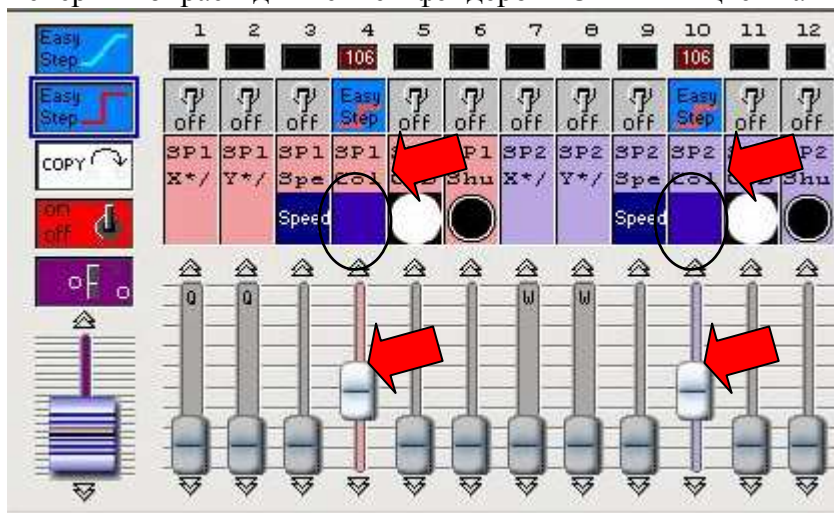 1 2 3 4 5 6 7 8 9 10 11 12
Easy Step
106 106
Easy Step
off off off Easy Step off off off off off Easy Step off off
COPY
SP1 SP1 SP1 SP1 P1 SP2 SP2 SP2 SP2 P2
X*/ Y*/ Spe Col Shu X*/ Y*/ Spe Col Shu
on
off
Speed Speed
Q Q W W